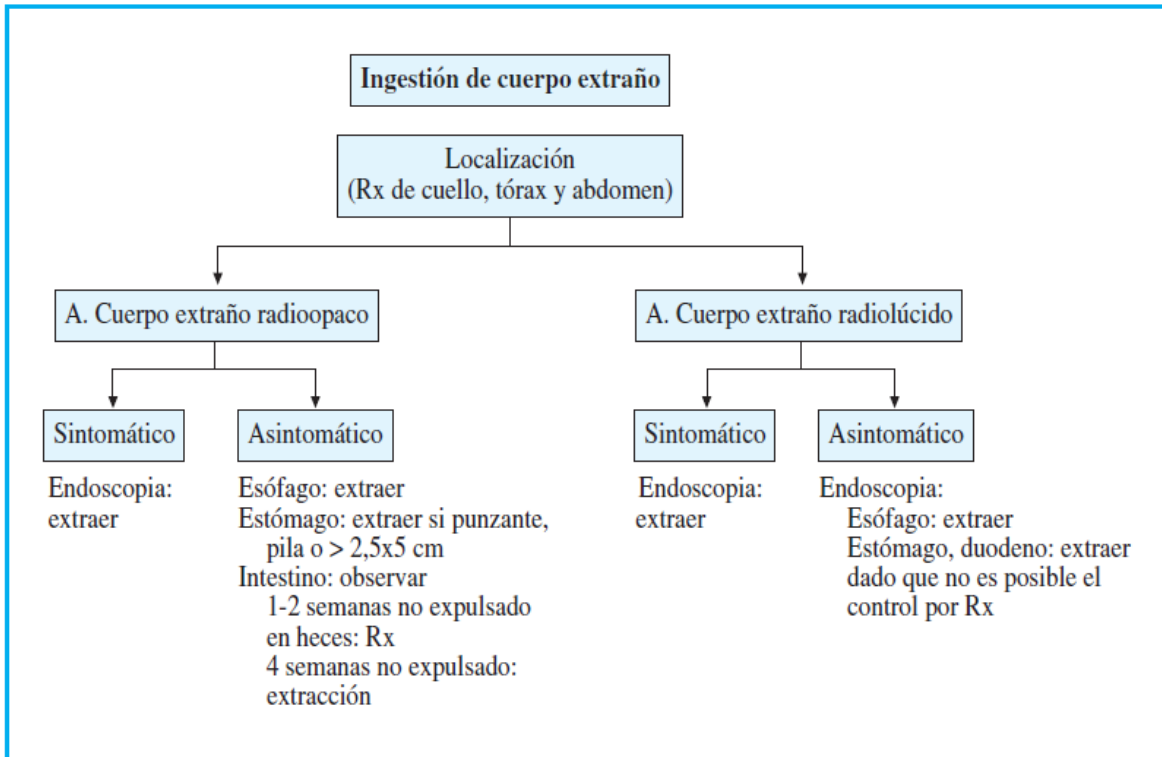 Ingestión de cuerpo extraño
Localización
(Rx de cuello, tórax y abdomen)
A. Cuerpo extraño radioopaco
A. Cuerpo extraño radiolúcido
Sintomático
Asintomático
Sintomático
Asintomático
Endoscopia:
extraer
Esófago: extraer
Estómago: extraer si punzante,
pila o > 2,5x5 cm
Intestino: observar
1-2 semanas no expulsado
en heces: Rx
4 semanas no expulsado:
extracción
Endoscopia:
extraer
Endoscopia:
Esófago: extraer
Estómago, duodeno: extraer
dado que no es posible el
control por Rx